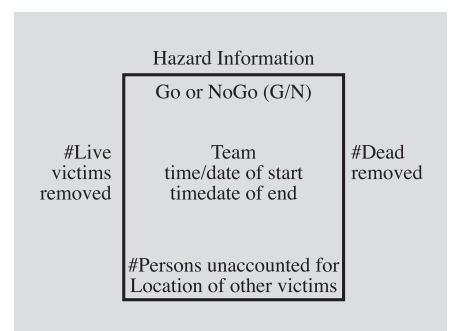 Hazard Information
Go or NoGo (G/N)
#Live
victims
removed
Team
time/date of start
timedate of end
#Dead
removed
#Persons unaccounted for
Location of other victims